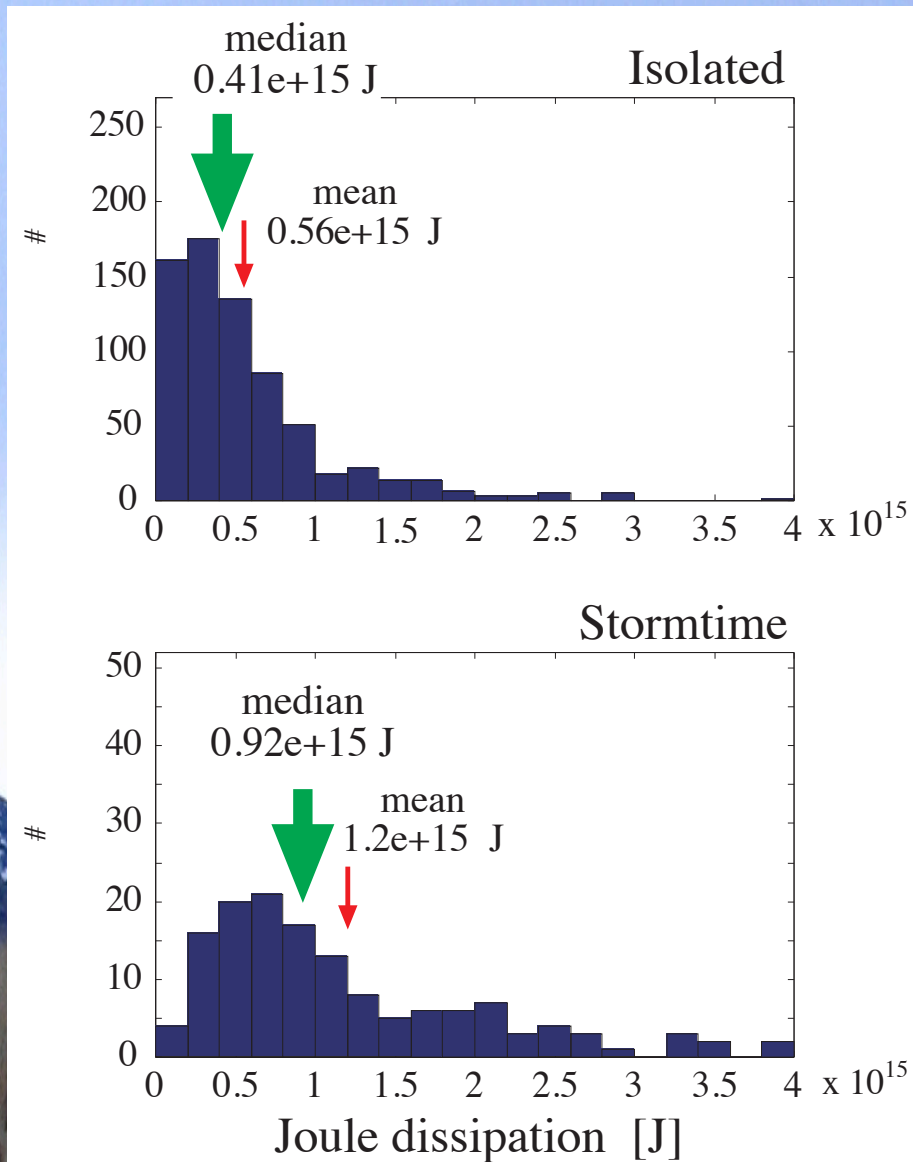 median
0.41e+15 J
Isolated
mean
0.56e+15 J
#
250
200
150
100
50
0
0 0.5 1 1.5 2 2.5 3 3.5 4 x 10^15
Stormtime
median
0.92e+15 J
mean
1.2e+15 J
#
50
40
30
20
10
0
0 0.5 1 1.5 2 2.5 3 3.5 4 x 10^15
Joule dissipation [J]